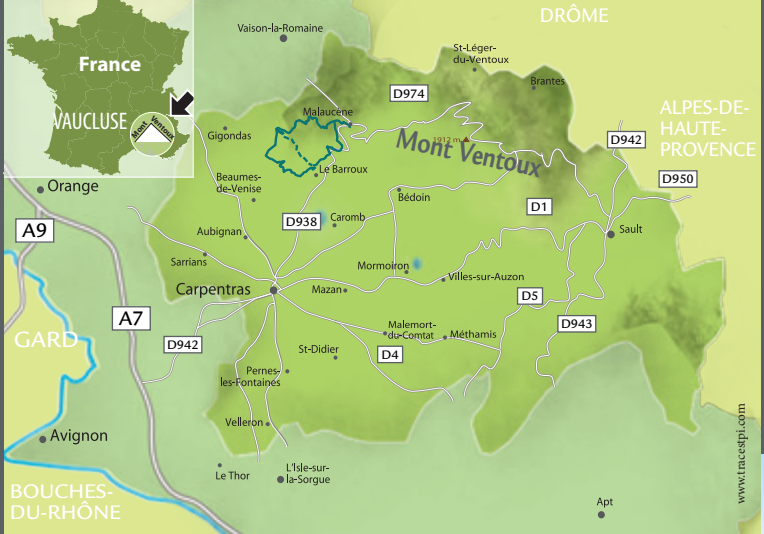 DRÔME
Vaison-la-Romaine
St-Léger-
du-Ventoux
France
Brantes
D974
ALPES-DE-
HAUTE-
PROVENCE
VAUCLUSE
Mont Ventoux
Malaucène
Gigondas
1912 m
Mont Ventoux
D942
Le Barroux
Beaumes-
de-Venise
D950
Orange
Bédoin
D1
A9
D938
Caromb
Sault
Aubignan
Sarrians
Mormoiron
Villes-sur-Auzon
Carpentras
Mazan
D5
A7
D943
GARD
D942
Malemort-
du-Comtat
Méthamis
St-Didier
D4
Pernes-
les-Fontaines
Velleron
Avignon
Le Thor
L'Isle-sur-
la-Sorgue
BOUCHES-
DU-RHÔNE
Apt
www.tracestpi.com